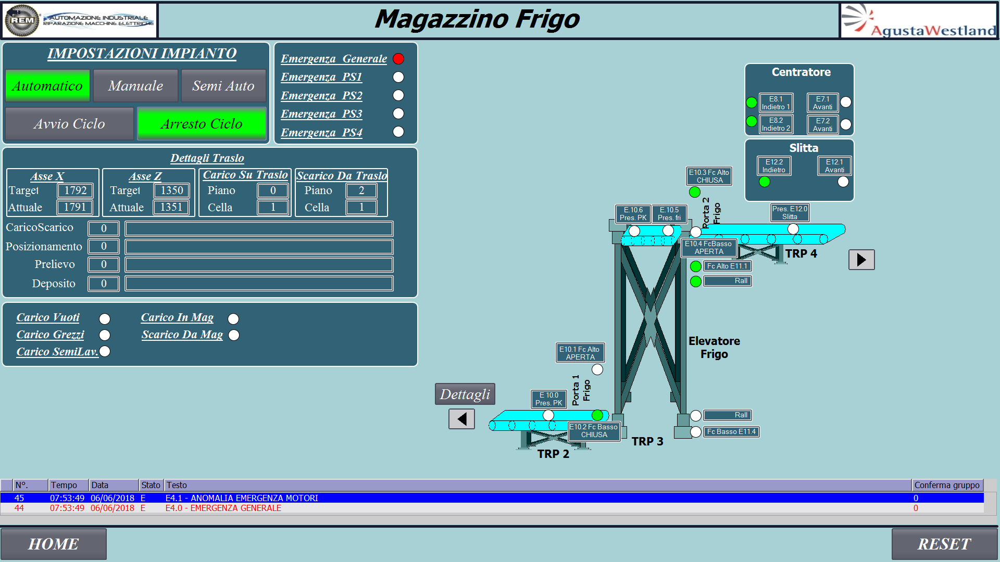 REM
AUTOMAZIONE INDUSTRIALE
RIPARAZIONE MACCHINE ELETTRICHE
Magazzino Frigo
AgustaWestland
IMPOSTAZIONI IMPIANTO
Automatico
Manuale
Semi Auto
Avvio Ciclo
Arresto Ciclo
Emergenza Generale
Emergenza PS1
Emergenza PS2
Emergenza PS3
Emergenza PS4
Dettagli Traslo
Asse X
Target 1792
Attuale 1791
Asse Z
Target 1350
Attuale 1351
Carico Su Traslo
Piano 0
Cella 1
Scarico Da Traslo
Piano 2
Cella 1
CaricoScarico 0
Posizionamento 0
Prelievo 0
Deposito 0
Carico Vuoti
Carico Grezzi
Carico SemiLav.
Carico In Mag
Scarico Da Mag
Centratore
E8.1
Indietro 1
E7.1
Avanti
E8.2
Indietro 2
E7.2
Avanti
Slitta
E12.2
Indietro
E12.1
Avanti
E10.3 Fc Alto
CHIUSA
Porta 2
Frigo
E.10.6
Pres. PK
E.10.5
Pres. fri
Pres. E12.0
Slitta
E10.4 FcBasso
APERTA
TRP 4
Fc Alto E11.1
Rall
Elevatore
Frigo
E10.1 Fc Alto
APERTA
Porta 1
Frigo
Dettagli
E 10.0
Pres. PK
E10.2 Fc Basso
CHIUSA
Rall
Fc Basso E11.4
TRP 3
TRP 2
N°. Tempo Data Stato Testo Conferma gruppo
45 07:53:49 06/06/2018 E E4.1 - ANOMALIA EMERGENZA MOTORI 0
44 07:53:49 06/06/2018 E E4.0 - EMERGENZA GENERALE 0
HOME
RESET